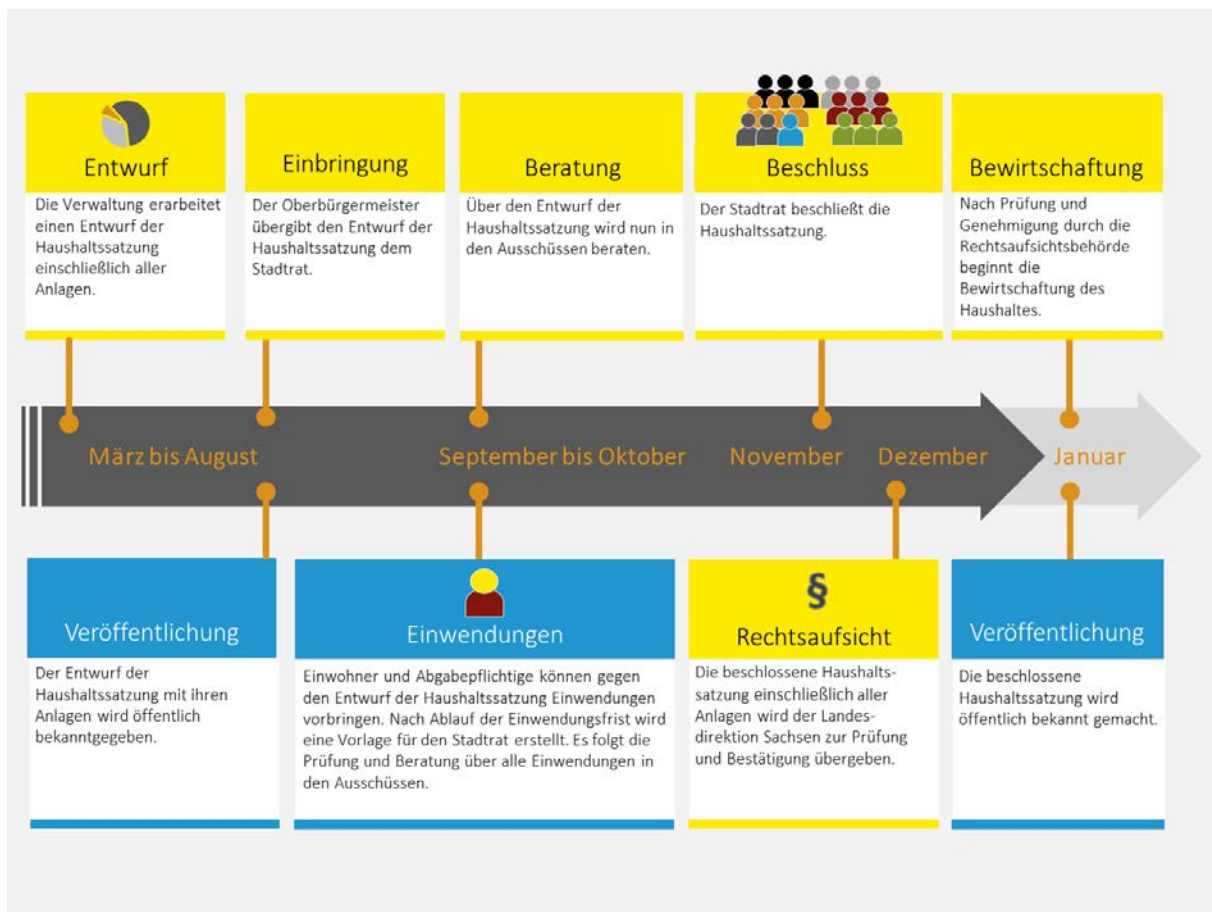 Entwurf
Die Verwaltung erarbeitet
einen Entwurf der
Haushaltssatzung
einschließlich aller
Anlagen.
Einbringung
Der Oberbürgermeister
übergibt den Entwurf der
Haushaltssatzung dem
Stadtrat.
Beratung
Über den Entwurf der
Haushaltssatzung wird nun in
den Ausschüssen beraten.
Beschluss
Der Stadtrat beschließt die
Haushaltssatzung.
Bewirtschaftung
Nach Prüfung und
Genehmigung durch die
Rechtsaufsichtsbehörde
beginnt die
Bewirtschaftung des
Haushaltes.
März bis August
September bis Oktober
November
Dezember
Januar
Veröffentlichung
Der Entwurf der
Haushaltssatzung mit ihren
Anlagen wird öffentlich
bekanntgegeben.
Einwendungen
Einwohner und Abgabepflichtige können gegen
den Entwurf der Haushaltssatzung Einwendungen
vorbringen. Nach Ablauf der Einwendungsfrist wird
eine Vorlage für den Stadtrat erstellt. Es folgt die
Prüfung und Beratung über alle Einwendungen in
den Ausschüssen.
§
Rechtsaufsicht
Die beschlossene Haushalts-
satzung einschließlich aller
Anlagen wird der Landes-
direktion Sachsen zur Prüfung
und Bestätigung übergeben.
Veröffentlichung
Die beschlossene
Haushaltssatzung wird
öffentlich bekannt gemacht.